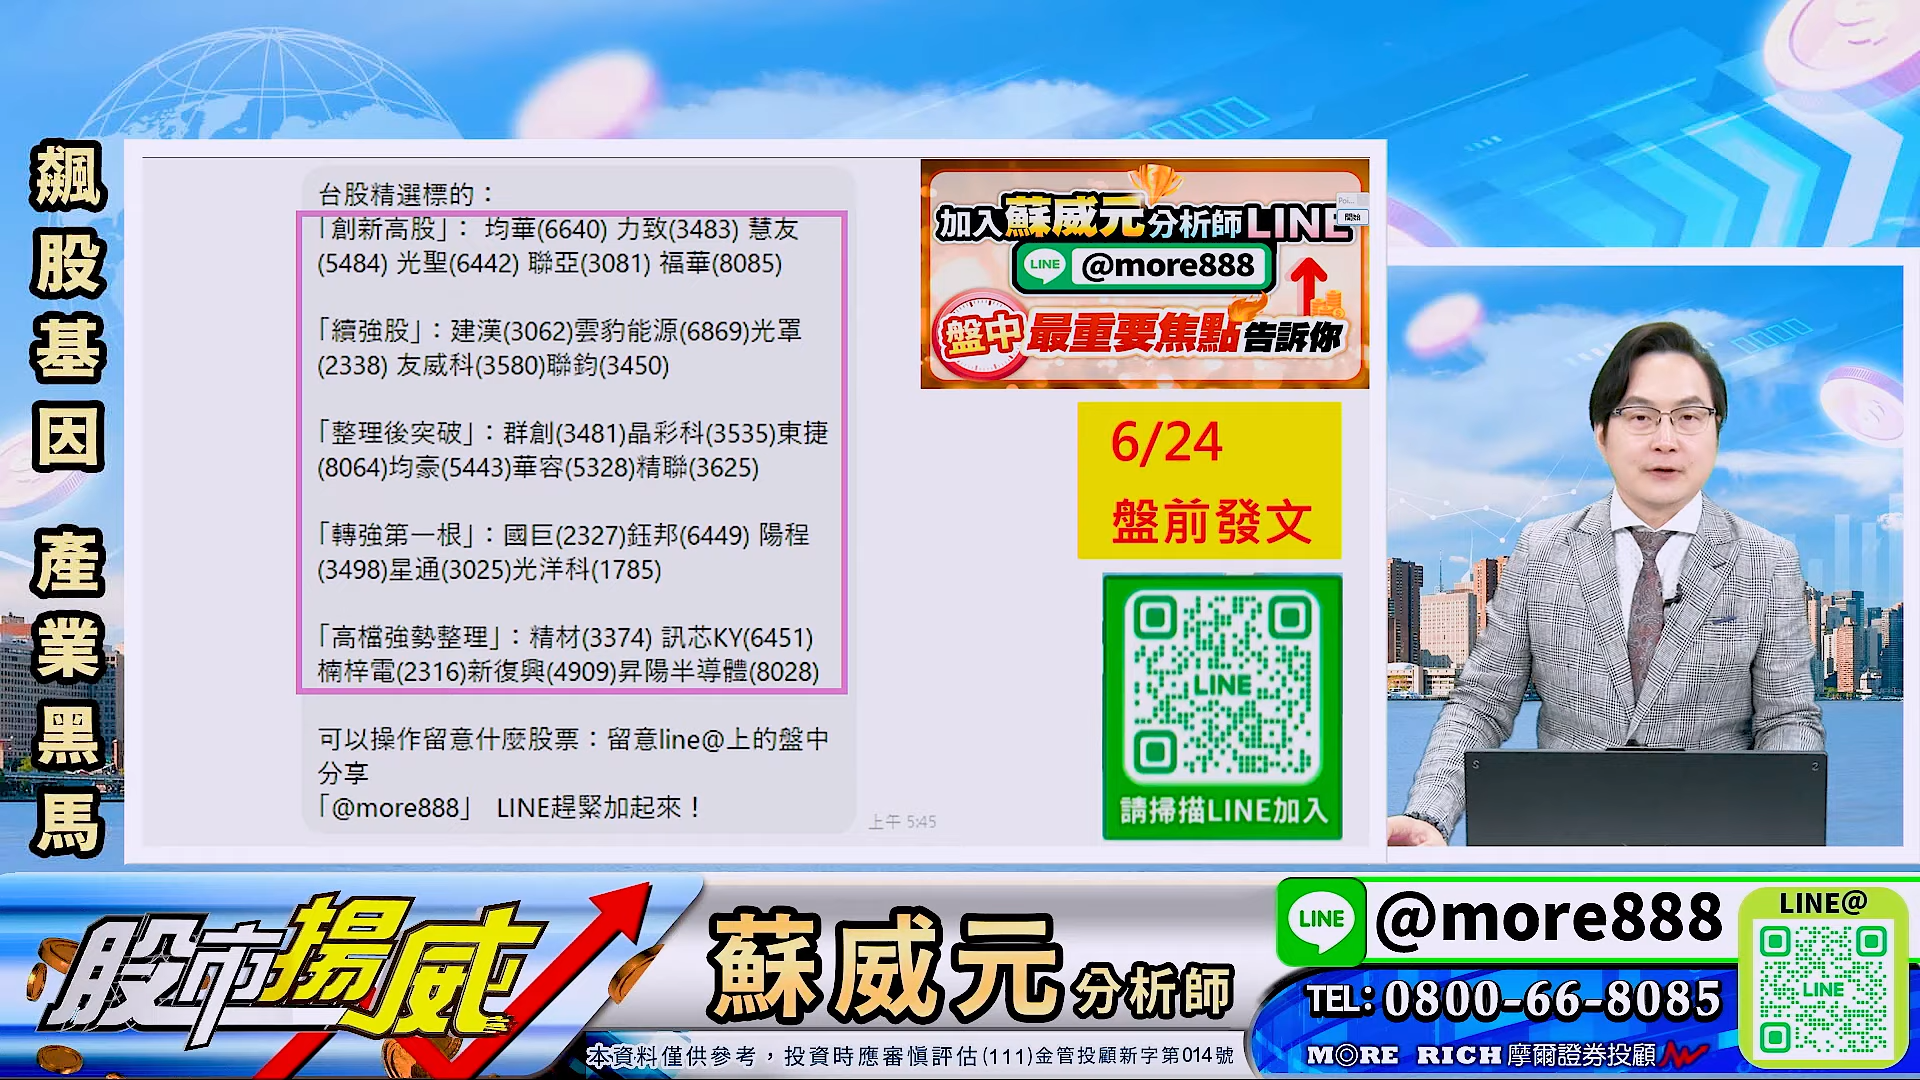 飆股基因 產業黑馬
台股精選標的：
「創新高股」： 均華(6640) 力致(3483) 慧友
(5484) 光聖(6442) 聯亞(3081) 福華(8085)
「續強股」：建漢(3062)雲豹能源(6869)光罩
(2338) 友威科(3580)聯鈞(3450)
「整理後突破」：群創(3481)晶彩科(3535)東捷
(8064)均豪(5443)華容(5328)精聯(3625)
「轉強第一根」：國巨(2327)鈺邦(6449) 陽程
(3498)星通(3025)光洋科(1785)
「高檔強勢整理」：精材(3374) 訊芯KY(6451)
楠梓電(2316)新復興(4909)昇陽半導體(8028)
可以操作留意什麼股票：留意line@上的盤中
分享
「@more888」 LINE趕緊加起來！
上午 5:45
加入蘇威元分析師LINE
LINE @more888
盤中最重要焦點告訴你
Poi...
開始
6/24
盤前發文
LINE
請掃描LINE加入
S 2
股市揚威
蘇威元分析師
本資料僅供參考，投資時應審慎評估(111)金管投顧新字第014號
LINE @more888
TEL:0800-66-8085
MORE RICH 摩爾證券投顧
LINE@
LINE